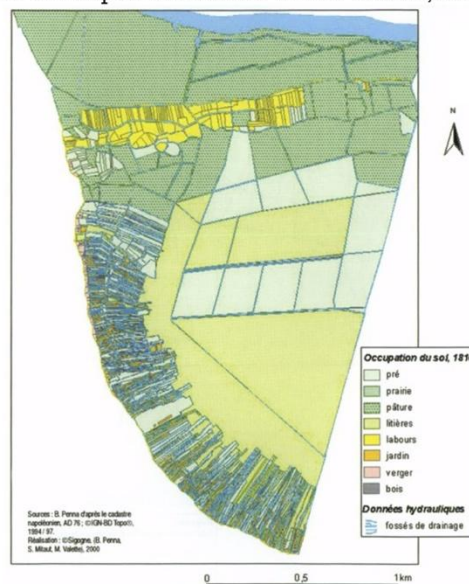 N
Occupation du sol, 181
pré
prairie
pâture
litières
labours
jardin
verger
bois
Données hydrauliques
fossés de drainage
Sources : B. Penna d'après le cadastre
napoléonien, AD 76 ; ©IGN-BD Topo®,
1984 / 97.
Réalisation : ©Sigogne, (B. Penna,
S. Mitaut, M. Valette), 2000
0 0,5 1km